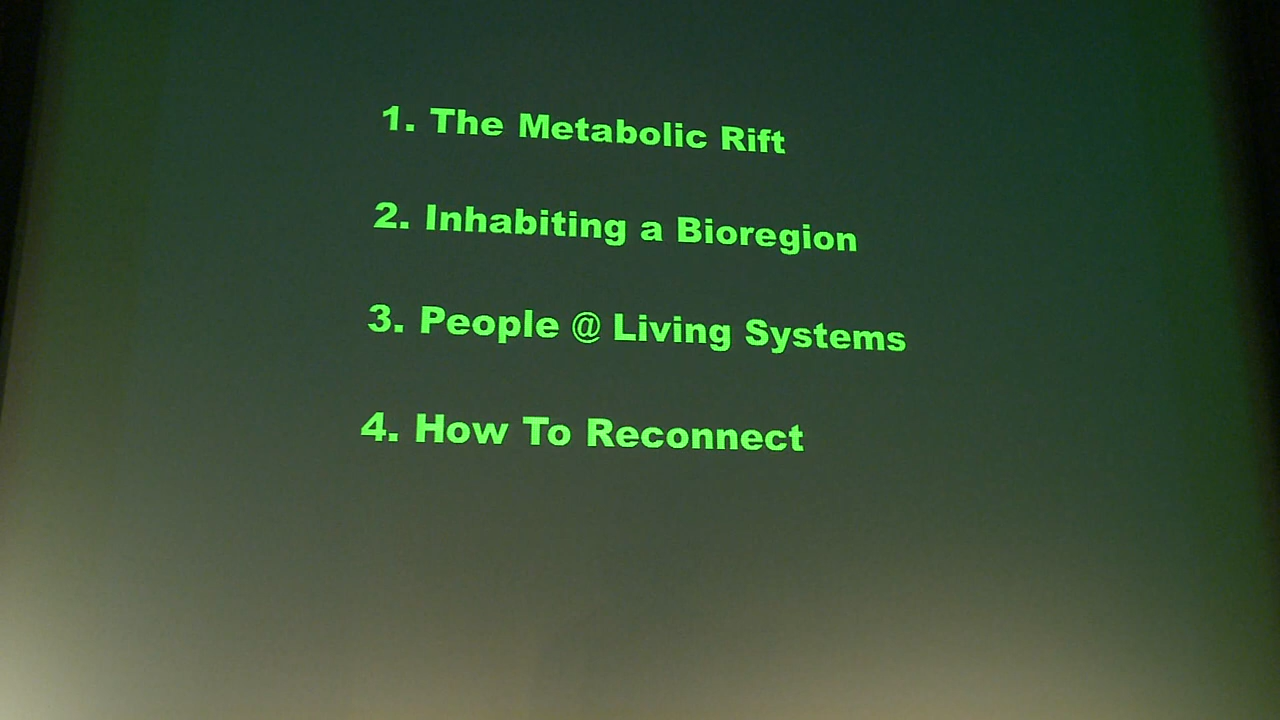 1. The Metabolic Rift
2. Inhabiting a Bioregion
3. People @ Living Systems
4. How To Reconnect